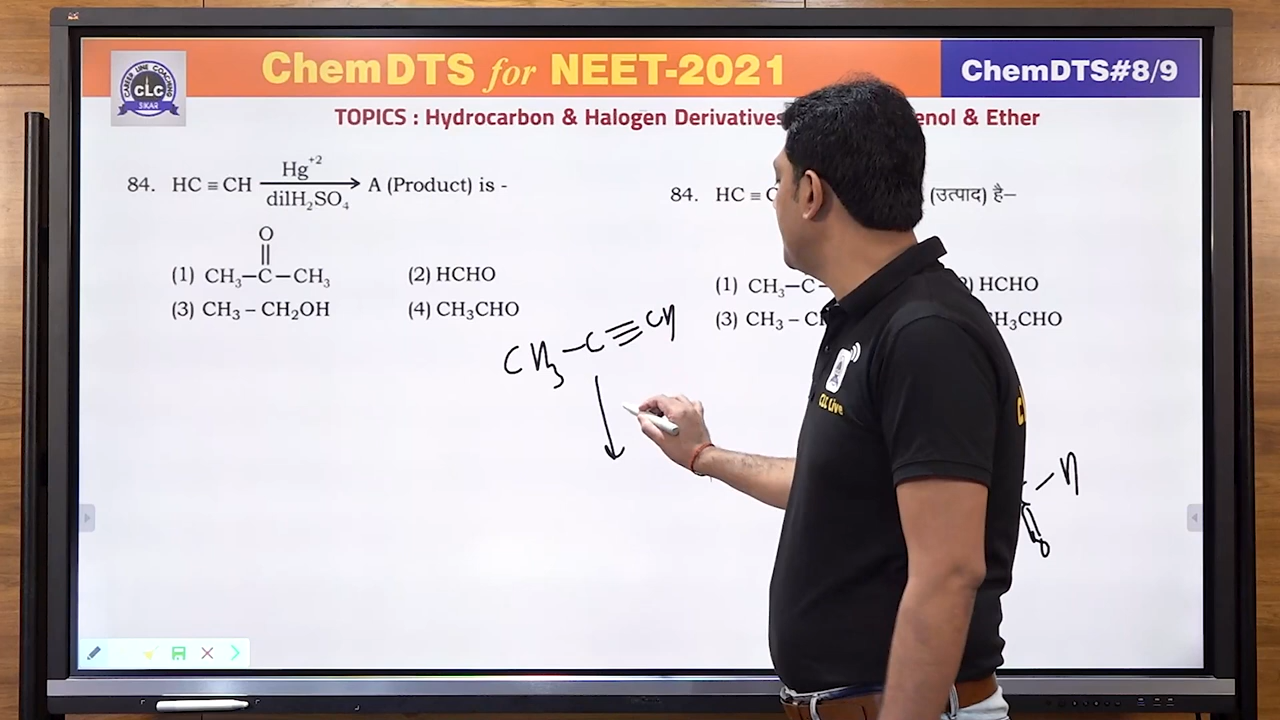 CAREER LINE COACHING
CLC
SIKAR
ChemDTS for NEET-2021
ChemDTS#8/9
TOPICS : Hydrocarbon & Halogen Derivatives & Ether
84. HC ≡ CH Hg⁺² dilH₂SO₄ → A (Product) is -
O
||
(1) CH₃–C–CH₃ (2) HCHO
(3) CH₃ – CH₂OH (4) CH₃CHO
84. HC ≡ (उत्पाद) है–
(1) CH₃–C– HCHO
(3) CH₃ – H₃CHO
CH₃–C≡CH
CLC Live